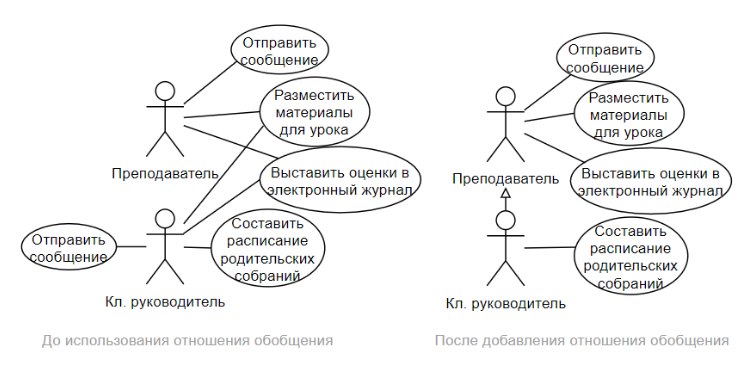 Отправить
сообщение
Разместить
материалы
для урока
Преподаватель
Выставить оценки в
электронный журнал
Отправить
сообщение
Составить
расписание
родительских
собраний
Кл. руководитель
До использования отношения обобщения
Отправить
сообщение
Разместить
материалы
для урока
Преподаватель
Выставить оценки в
электронный журнал
Составить
расписание
родительских
собраний
Кл. руководитель
После добавления отношения обобщения